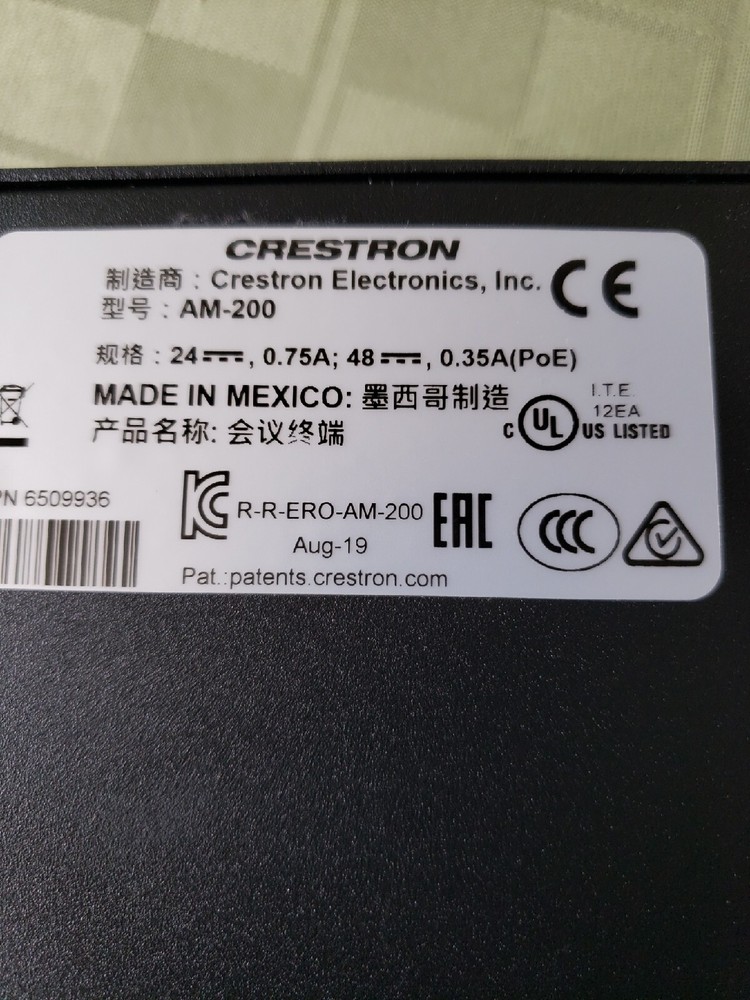 CRESTRON
制造商：Crestron Electronics, Inc.
型号：AM-200
CE
规格：24⎓, 0.75A; 48⎓, 0.35A(PoE)
MADE IN MEXICO: 墨西哥制造
产品名称: 会议终端
C UL US LISTED
I.T.E.
12EA
PN 6509936
KC
R-R-ERO-AM-200
Aug-19
EAC
CCC
Pat.:patents.crestron.com